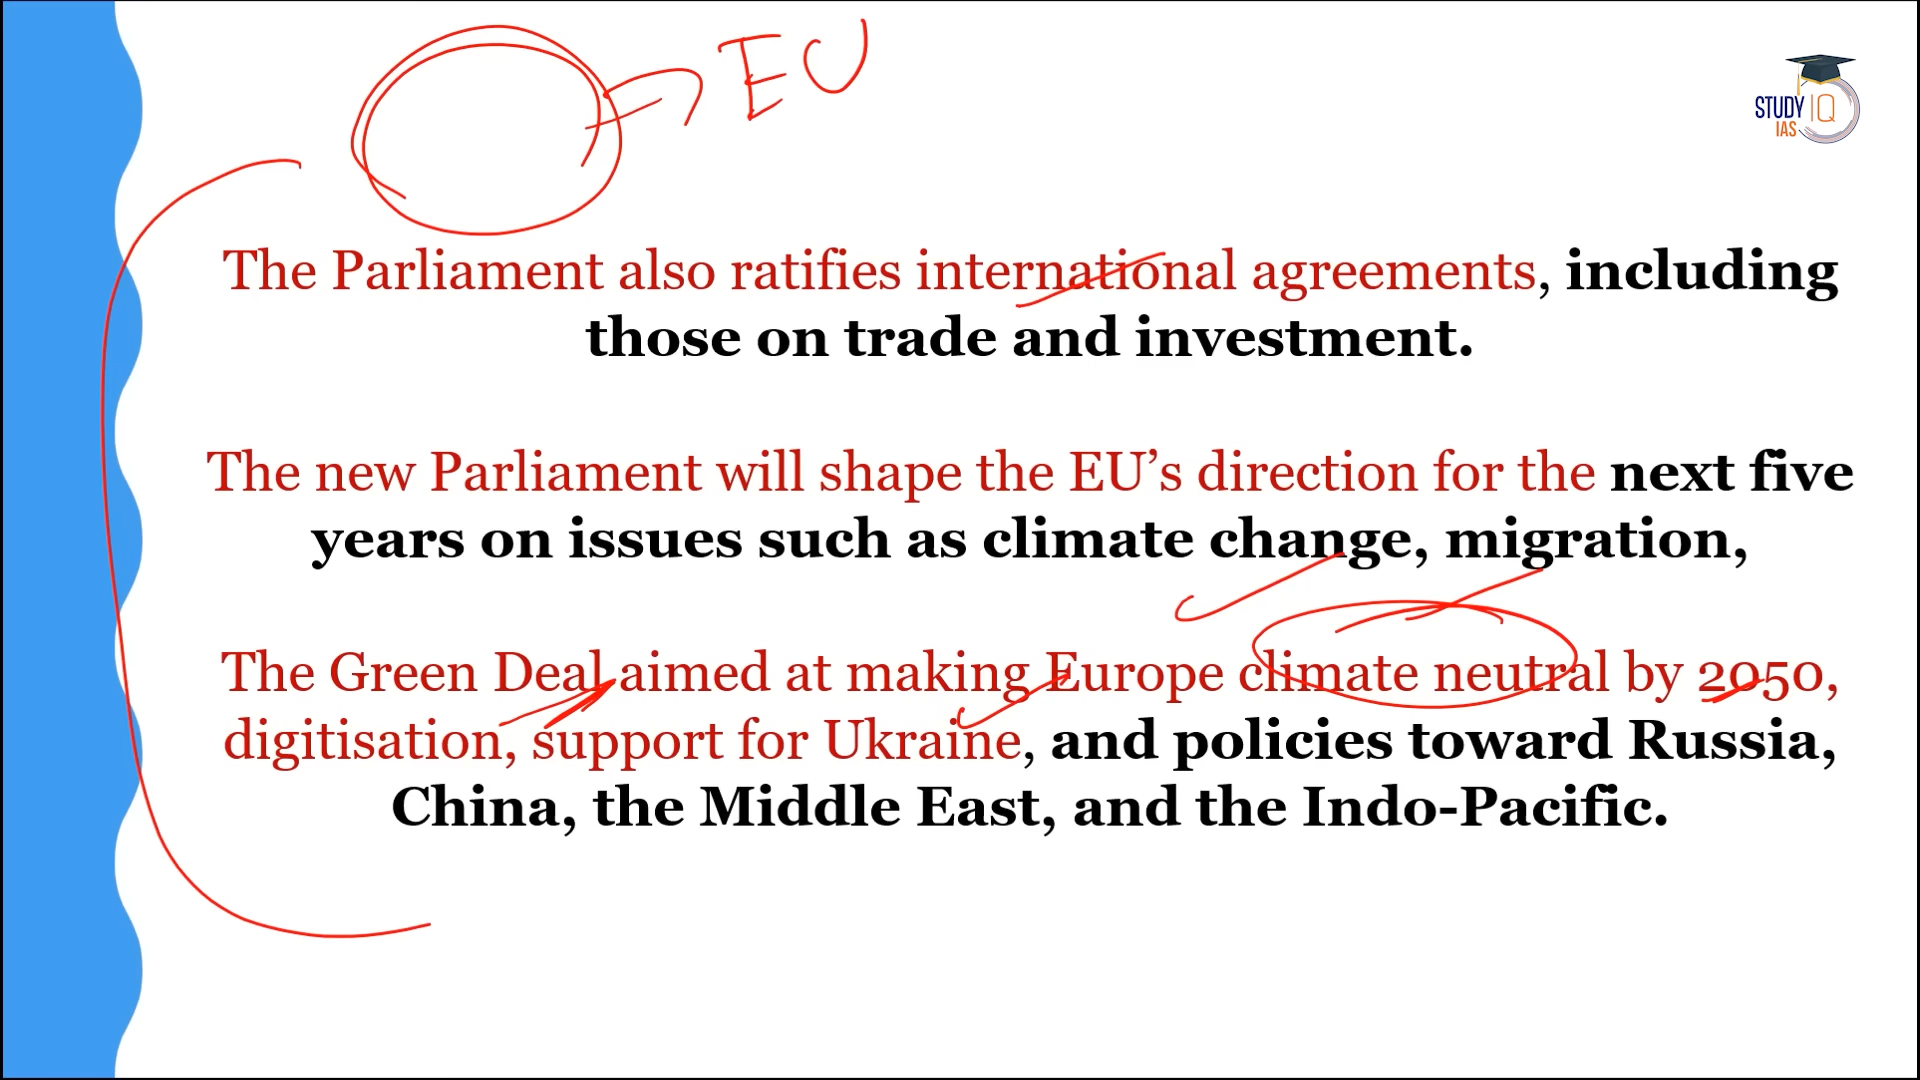 EU
STUDY IQ
IAS
The Parliament also ratifies international agreements, including
those on trade and investment.
The new Parliament will shape the EU’s direction for the next five
years on issues such as climate change, migration,
The Green Deal aimed at making Europe climate neutral by 2050,
digitisation, support for Ukraine, and policies toward Russia,
China, the Middle East, and the Indo-Pacific.